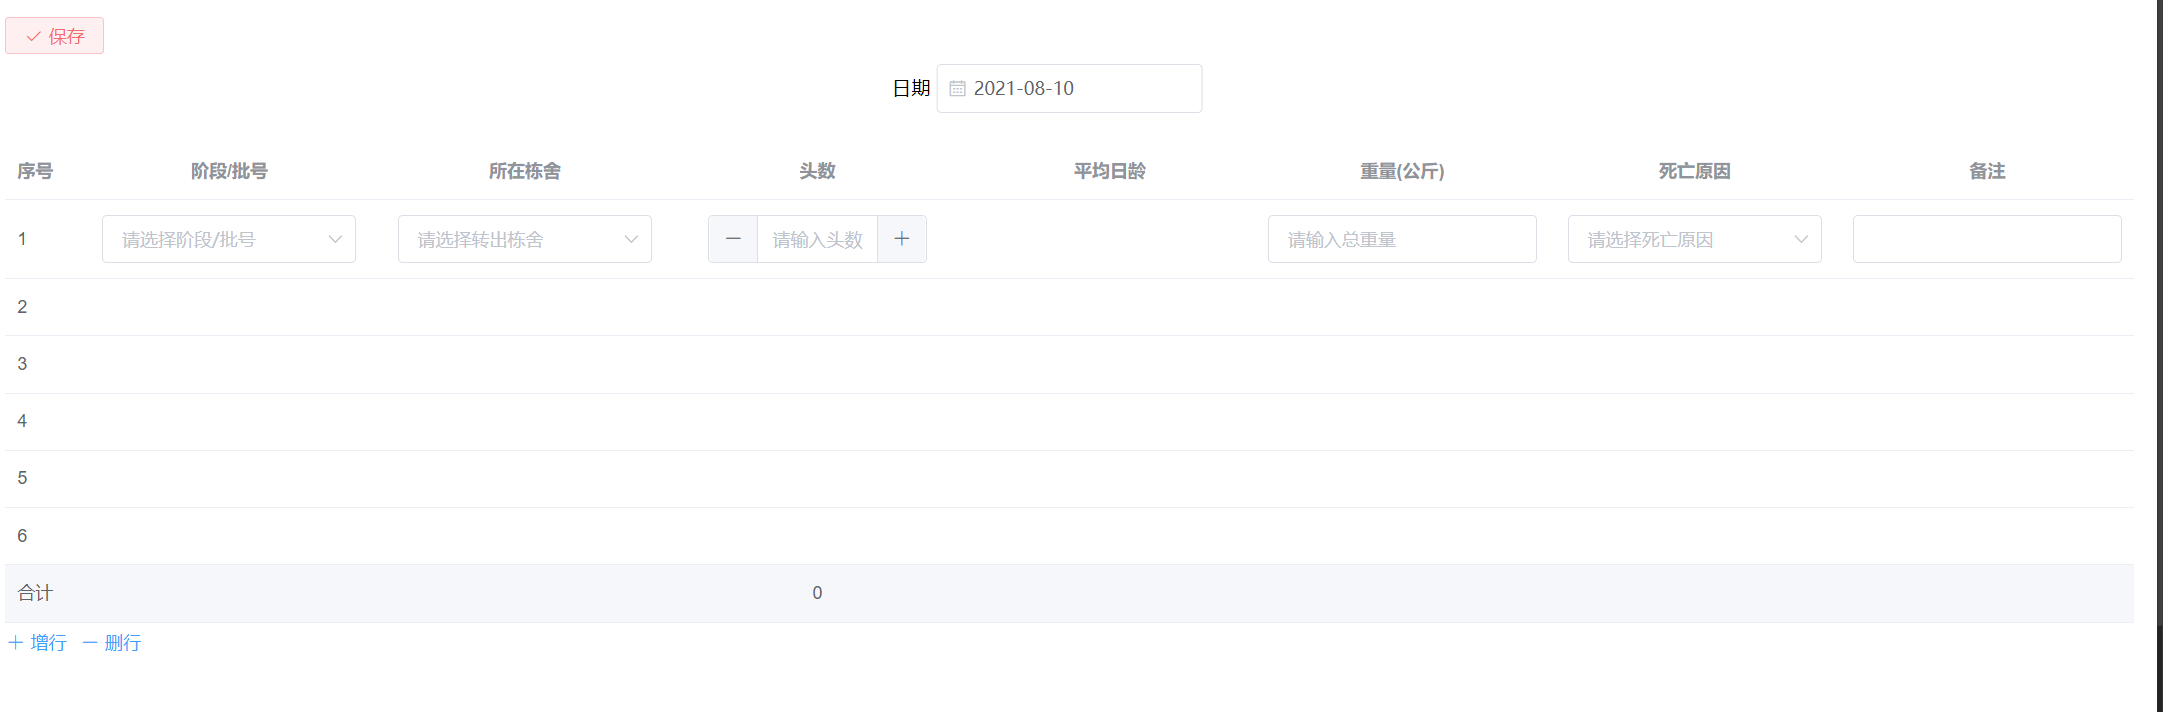 保存
日期 2021-08-10
序号 阶段/批号 所在栋舍 头数 平均日龄 重量(公斤) 死亡原因 备注
1 请选择阶段/批号 请选择转出栋舍 请输入头数 请输入总重量 请选择死亡原因
2
3
4
5
6
合计 0
增行 删行